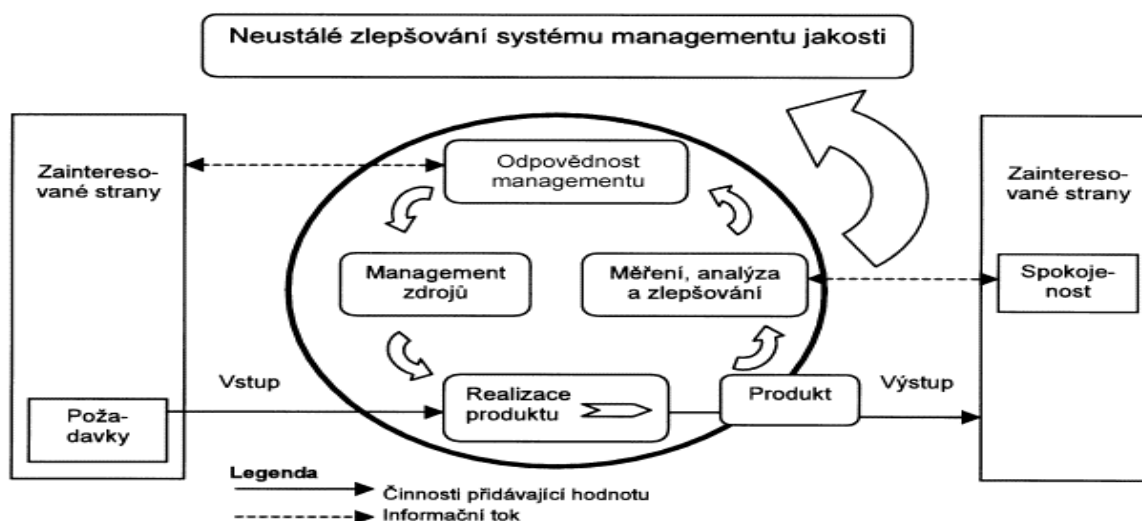 Neustálé zlepšování systému managementu jakosti
Zaintereso-
vané strany
Odpovědnost
managementu
Zaintereso-
vané strany
Management
zdrojů
Měření, analýza
a zlepšování
Spokoje-
nost
Vstup
Realizace
produktu
Produkt
Výstup
Poža-
davky
Legenda
Činnosti přidávající hodnotu
Informační tok